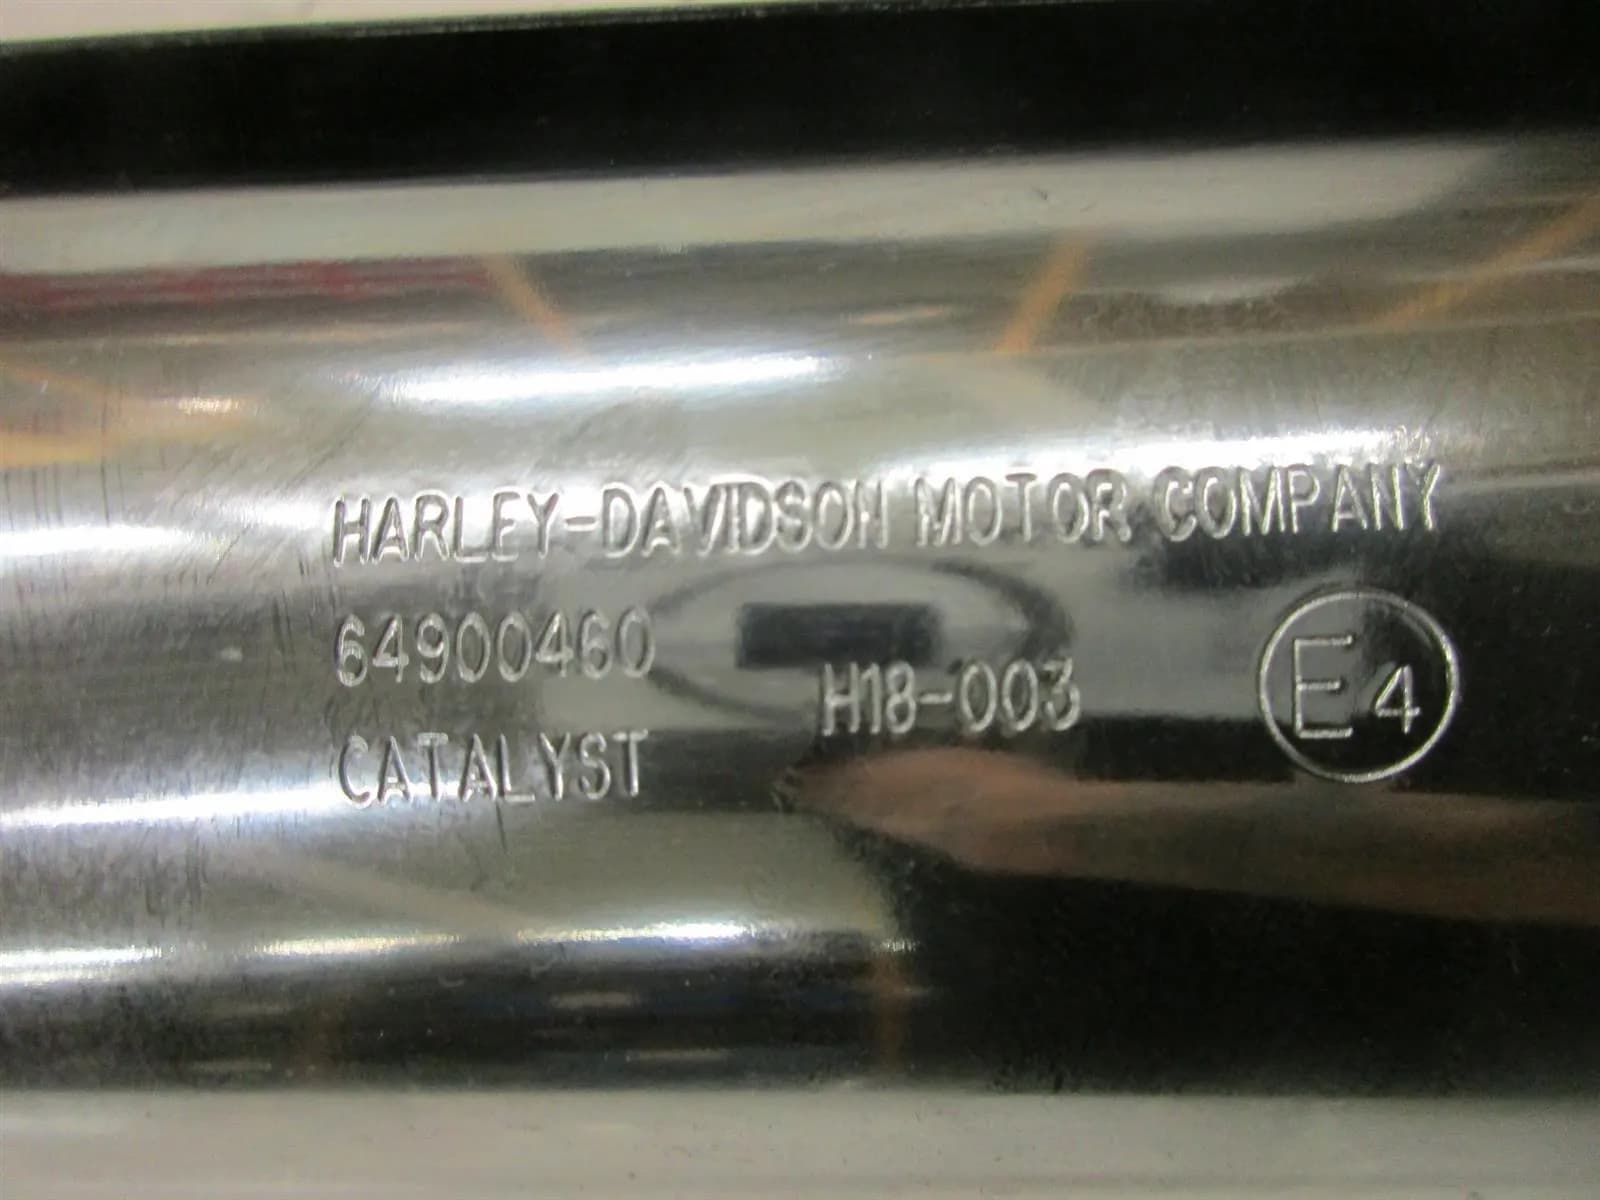 HARLEY-DAVIDSON MOTOR COMPANY
64900460
H18-003
E4
CATALYST